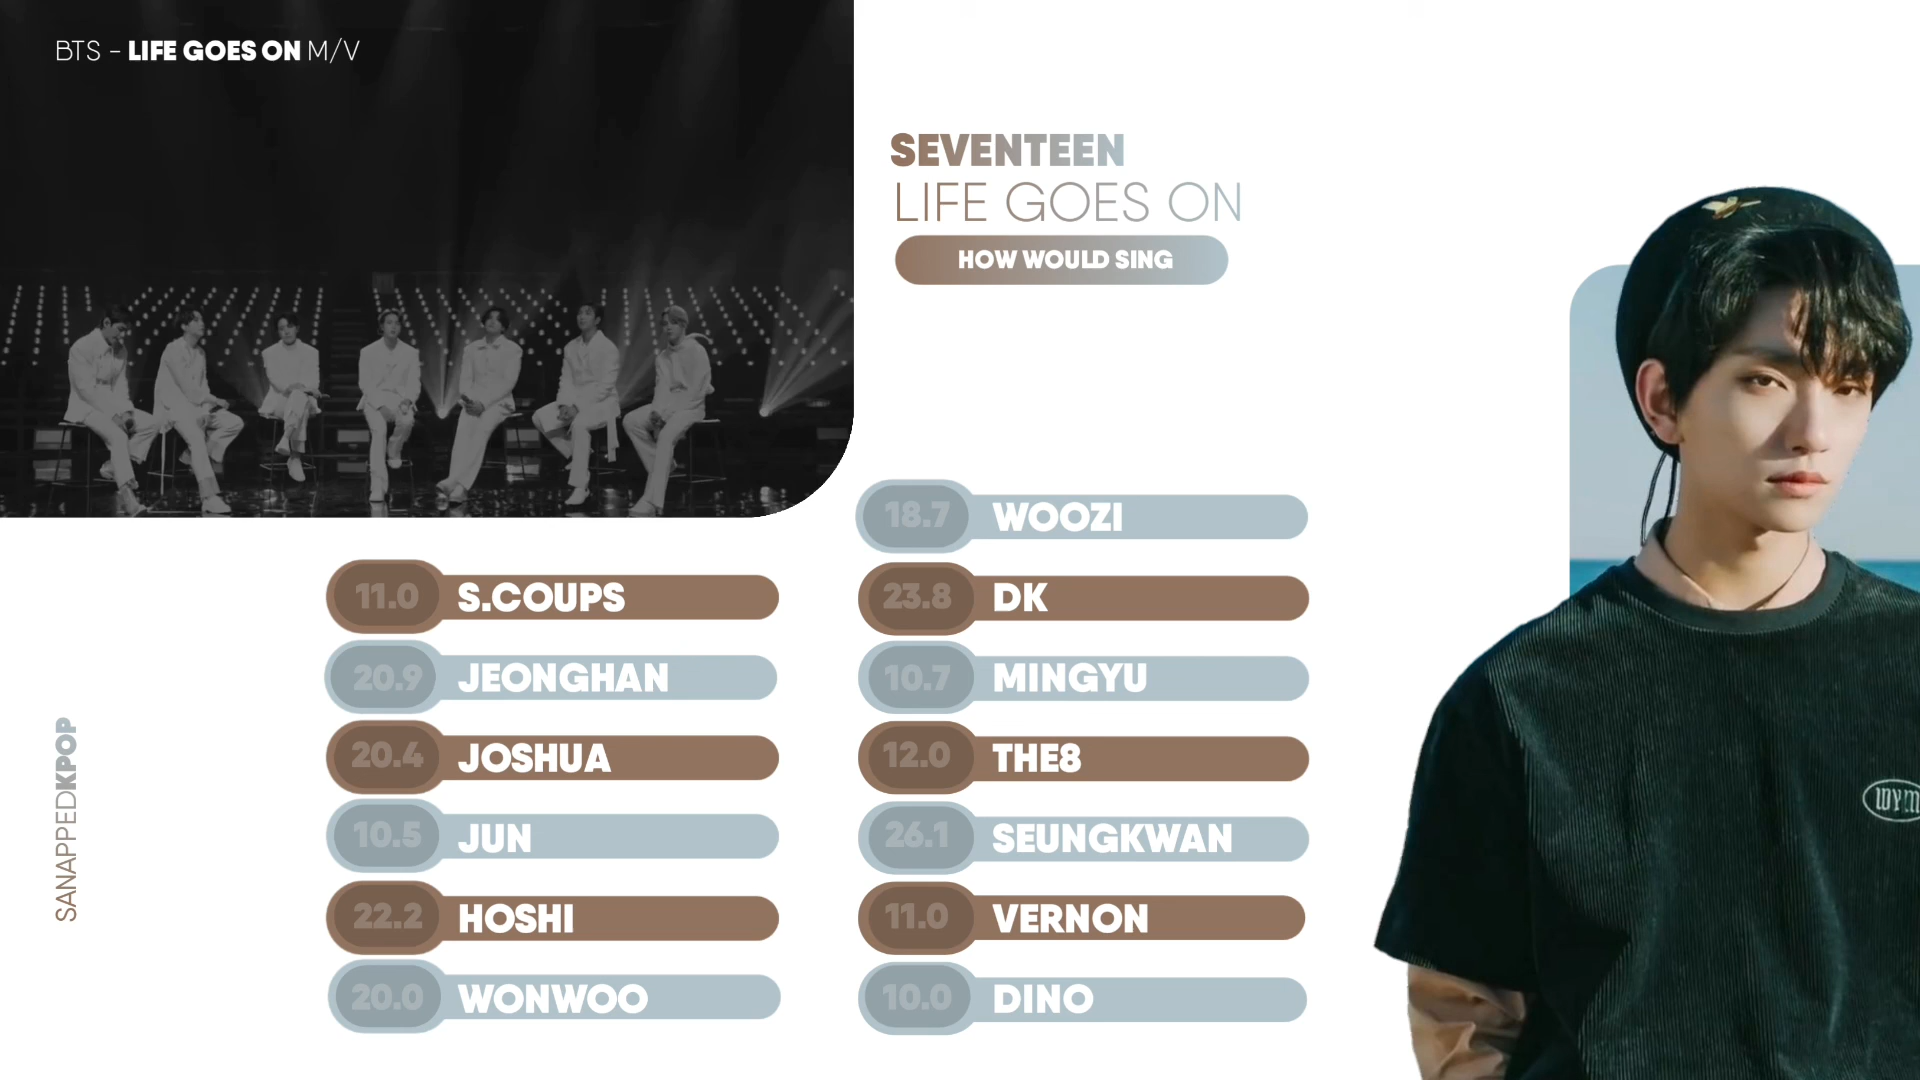 BTS - LIFE GOES ON M/V
SEVENTEEN
LIFE GOES ON
HOW WOULD SING
11.0 S.COUPS
20.9 JEONGHAN
20.4 JOSHUA
10.5 JUN
22.2 HOSHI
20.0 WONWOO
18.7 WOOZI
23.8 DK
10.7 MINGYU
12.0 THE8
26.1 SEUNGKWAN
11.0 VERNON
10.0 DINO
SANAPPEDKPOP